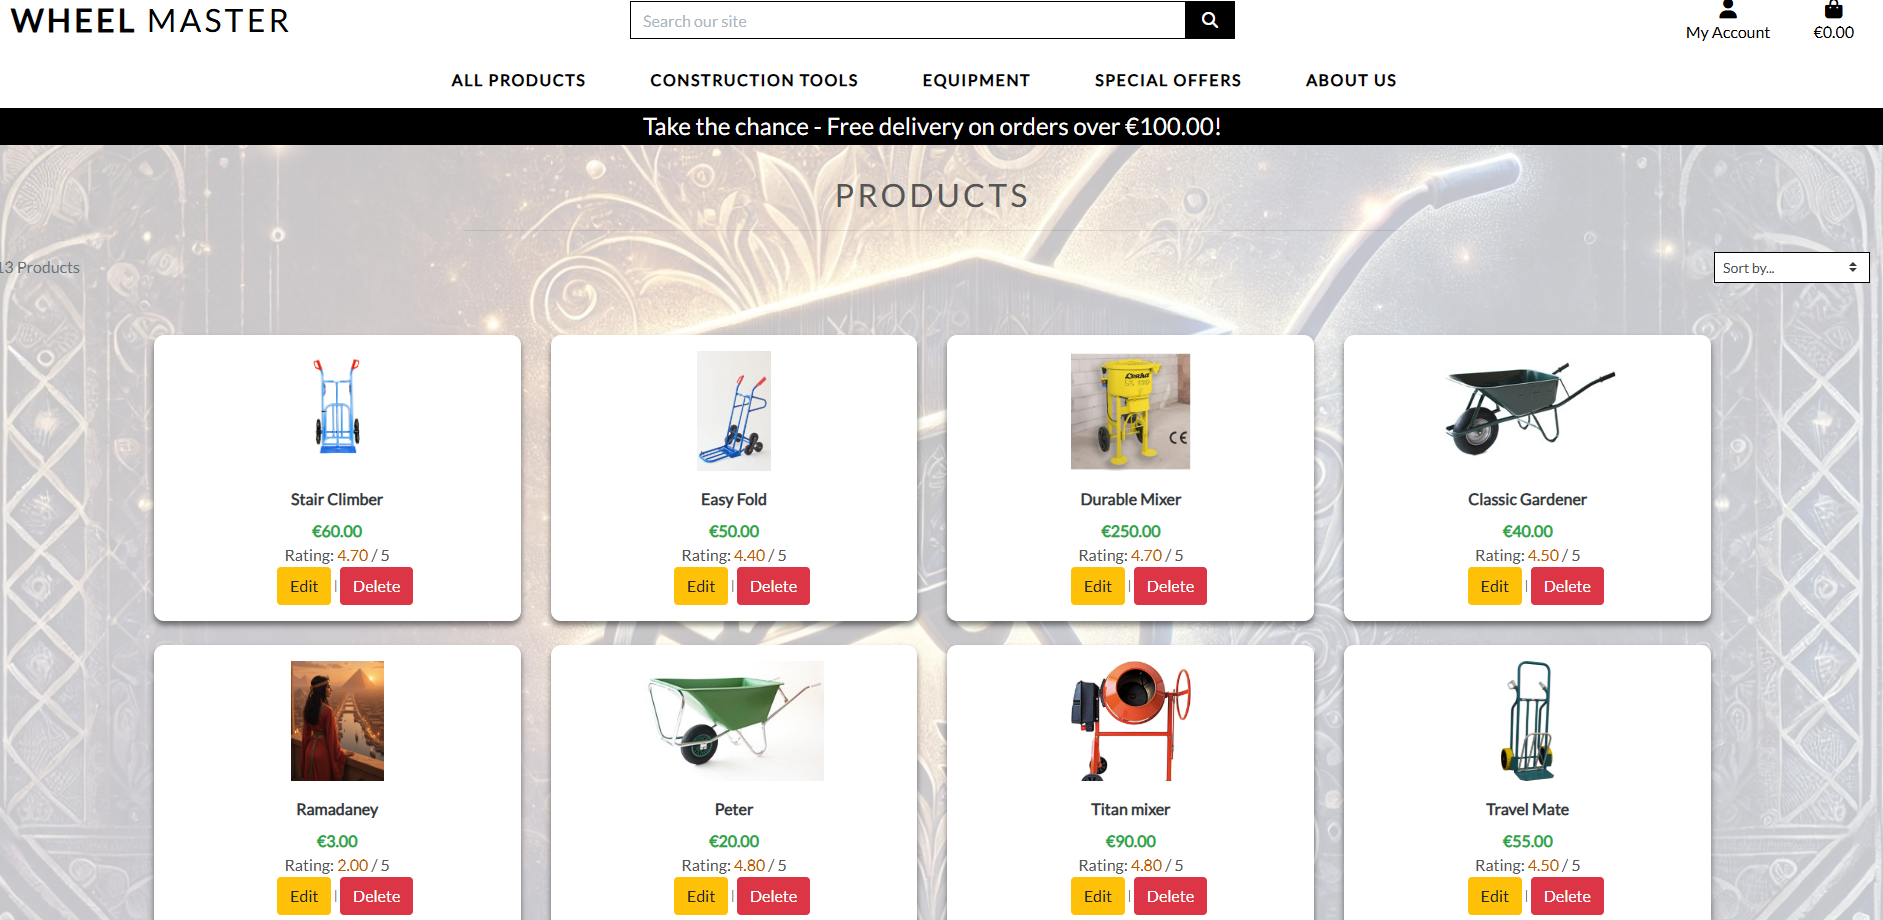 WHEEL MASTER
Search our site
My Account
€0.00
ALL PRODUCTS
CONSTRUCTION TOOLS
EQUIPMENT
SPECIAL OFFERS
ABOUT US
Take the chance - Free delivery on orders over €100.00!
PRODUCTS
13 Products
Sort by...
Stair Climber
€60.00
Rating: 4.70 / 5
Edit | Delete
Easy Fold
€50.00
Rating: 4.40 / 5
Edit | Delete
CE
Durable Mixer
€250.00
Rating: 4.70 / 5
Edit | Delete
Classic Gardener
€40.00
Rating: 4.50 / 5
Edit | Delete
Ramadaney
€3.00
Rating: 2.00 / 5
Edit | Delete
Peter
€20.00
Rating: 4.80 / 5
Edit | Delete
Titan mixer
€90.00
Rating: 4.80 / 5
Edit | Delete
Travel Mate
€55.00
Rating: 4.50 / 5
Edit | Delete